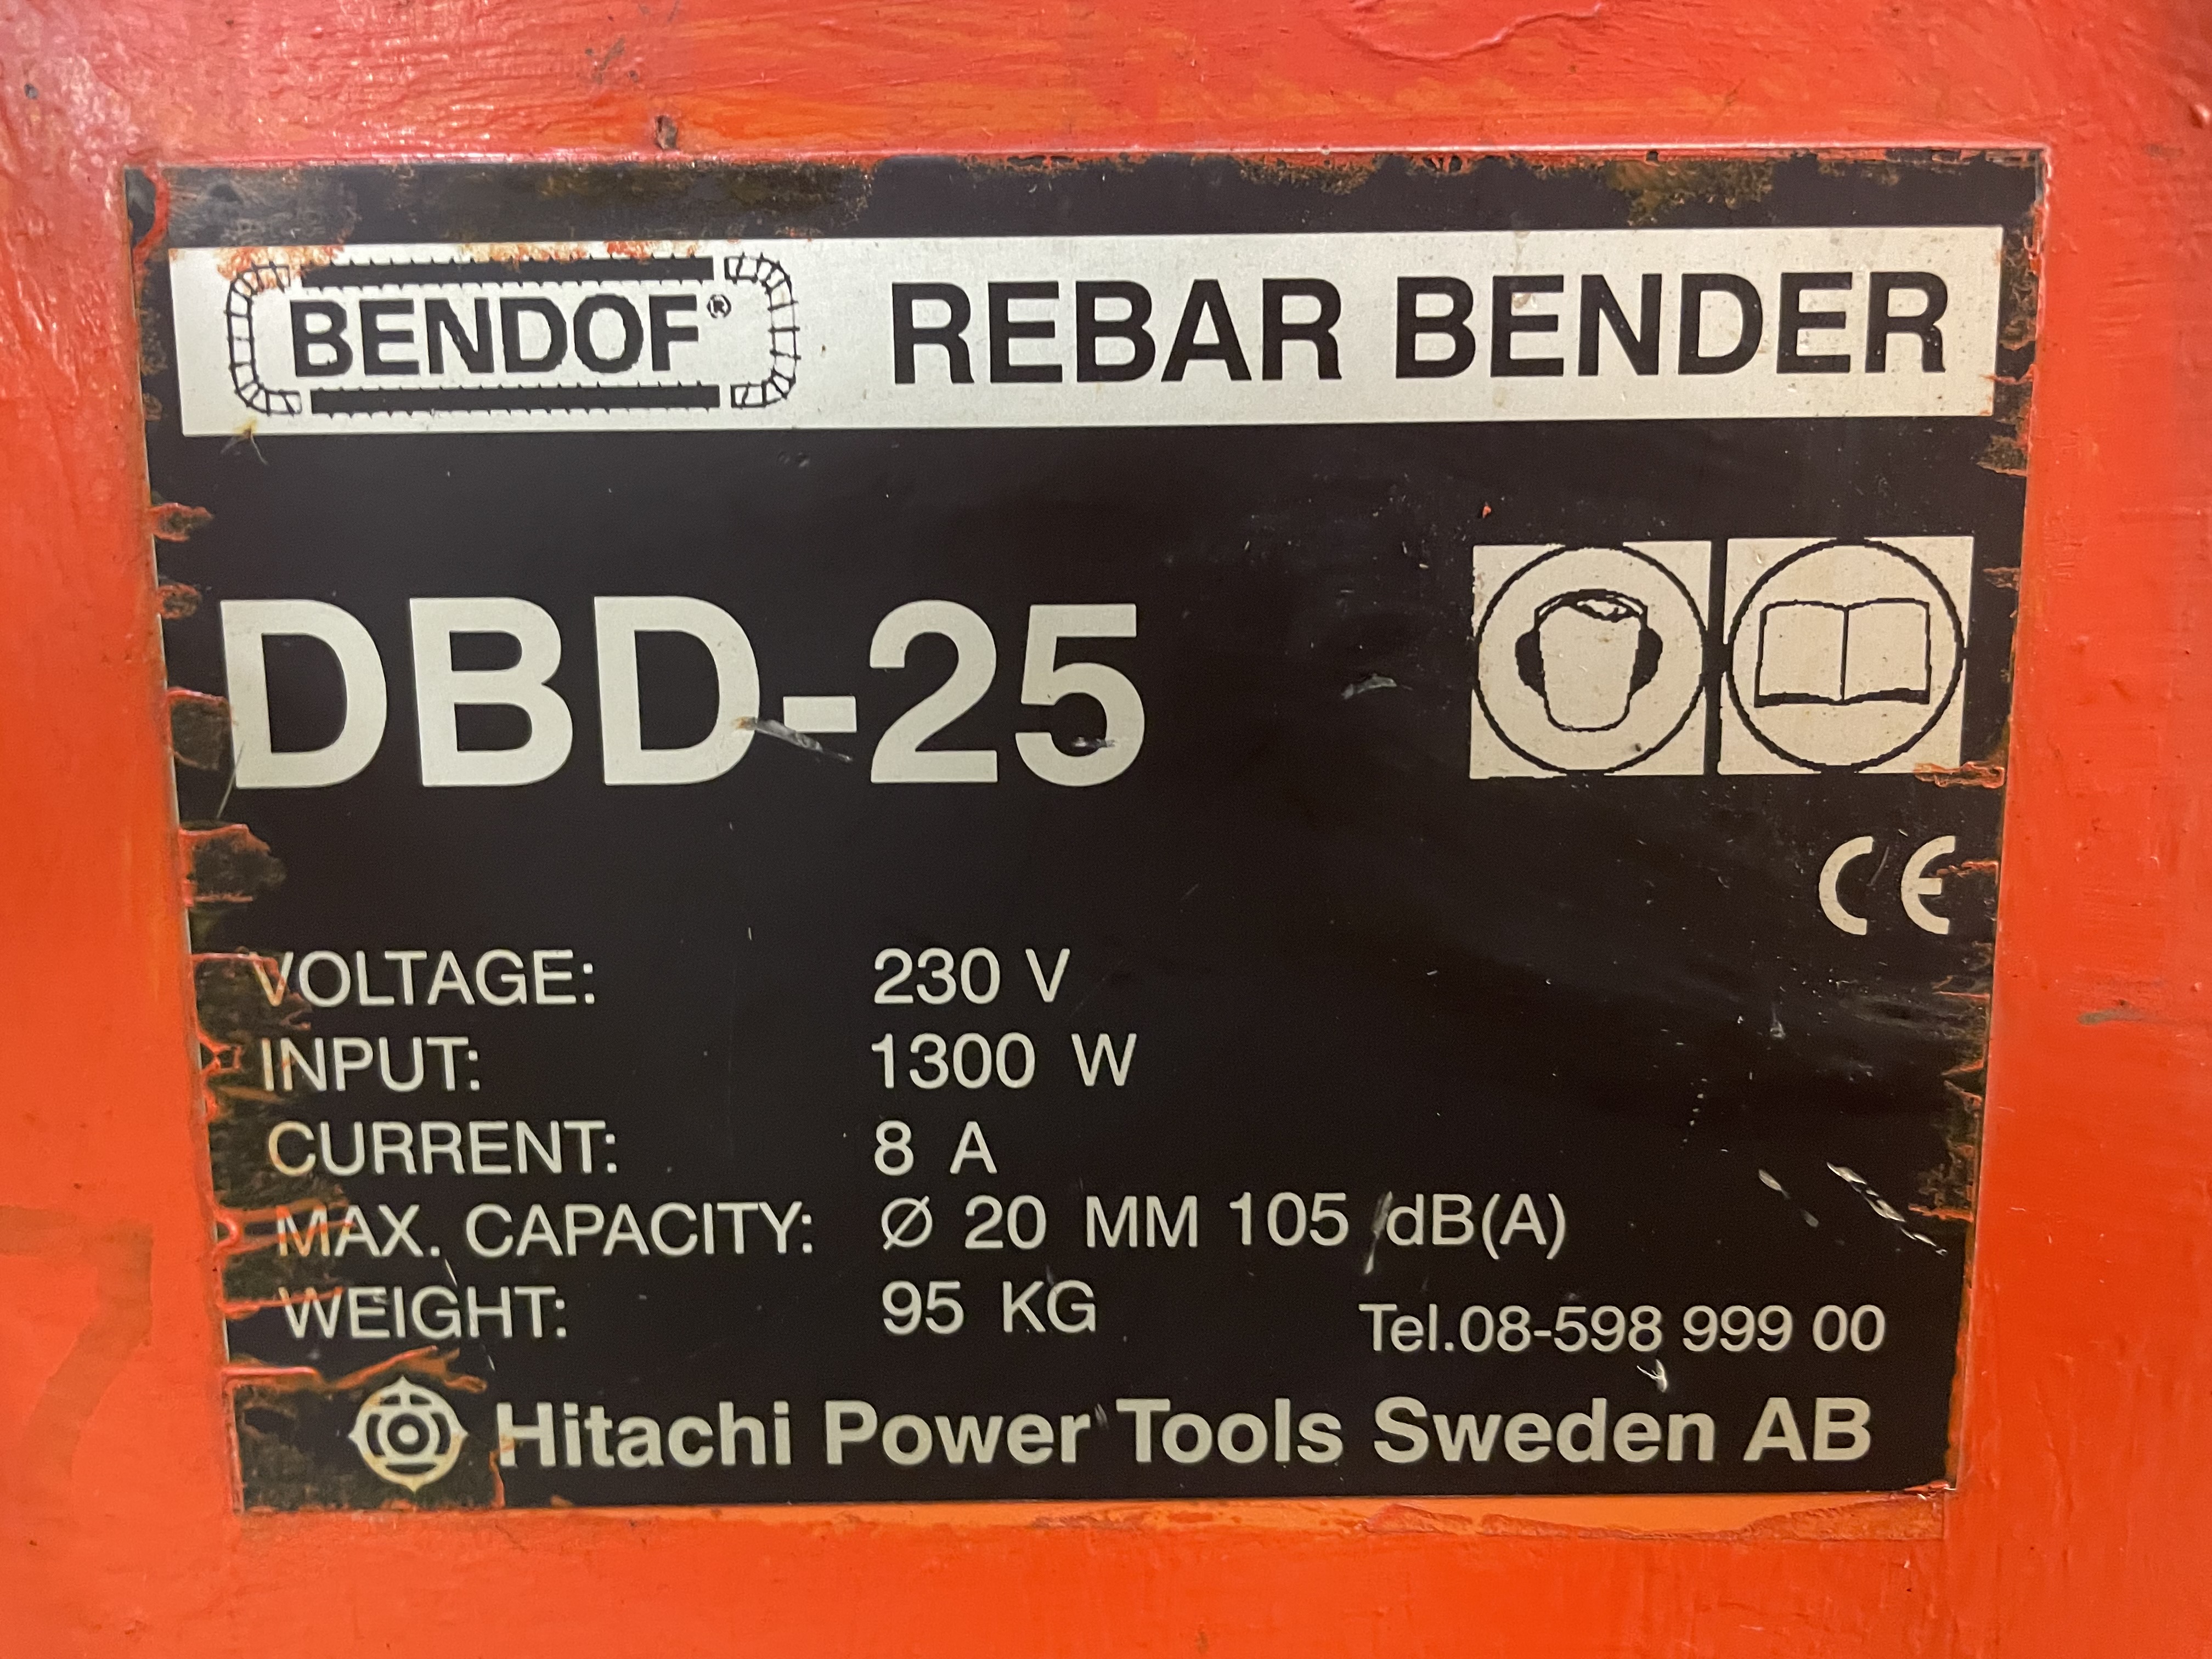 BENDOF® REBAR BENDER
DBD-25
CE
VOLTAGE: 230 V
INPUT: 1300 W
CURRENT: 8 A
MAX. CAPACITY: Ø 20 MM 105 dB(A)
WEIGHT: 95 KG
Tel.08-598 999 00
Hitachi Power Tools Sweden AB